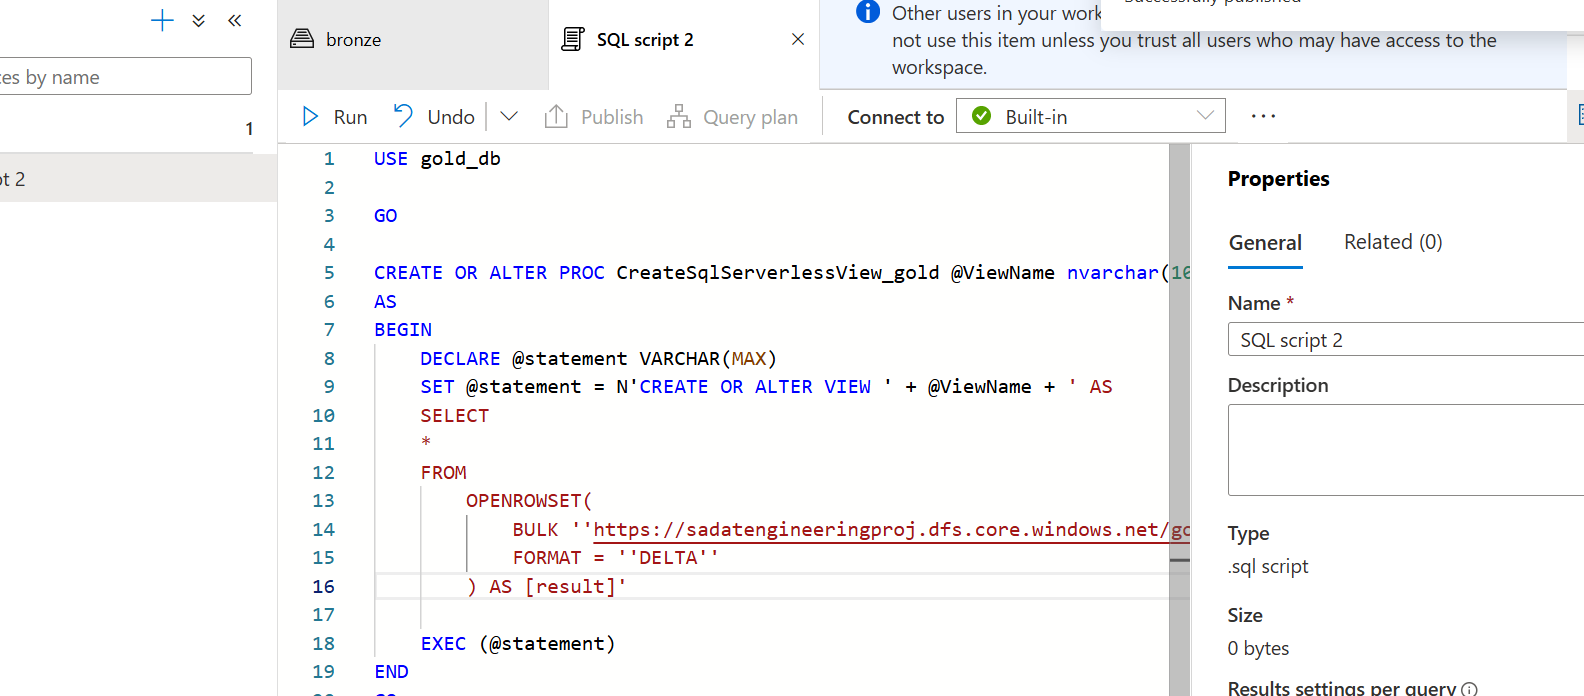 es by name
1
t 2
bronze
SQL script 2
Other users in your work
not use this item unless you trust all users who may have access to the
workspace.
Successfully published
Run
Undo
Publish
Query plan
Connect to
Built-in
...
1 USE gold_db
2
3 GO
4
5 CREATE OR ALTER PROC CreateSqlServerlessView_gold @ViewName nvarchar(10
6 AS
7 BEGIN
8 DECLARE @statement VARCHAR(MAX)
9 SET @statement = N'CREATE OR ALTER VIEW ' + @ViewName + ' AS
10 SELECT
11 *
12 FROM
13 OPENROWSET(
14 BULK ''https://sadatengineeringproj.dfs.core.windows.net/go
15 FORMAT = ''DELTA''
16 ) AS [result]'
17
18 EXEC (@statement)
19 END
20 GO
Properties
General
Related (0)
Name *
SQL script 2
Description
Type
.sql script
Size
0 bytes
Results settings per query